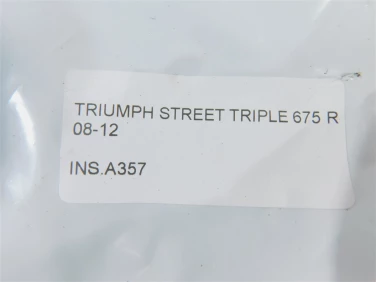 TRIUMPH STREET TRIPLE 675 R
08-12
INS.A357